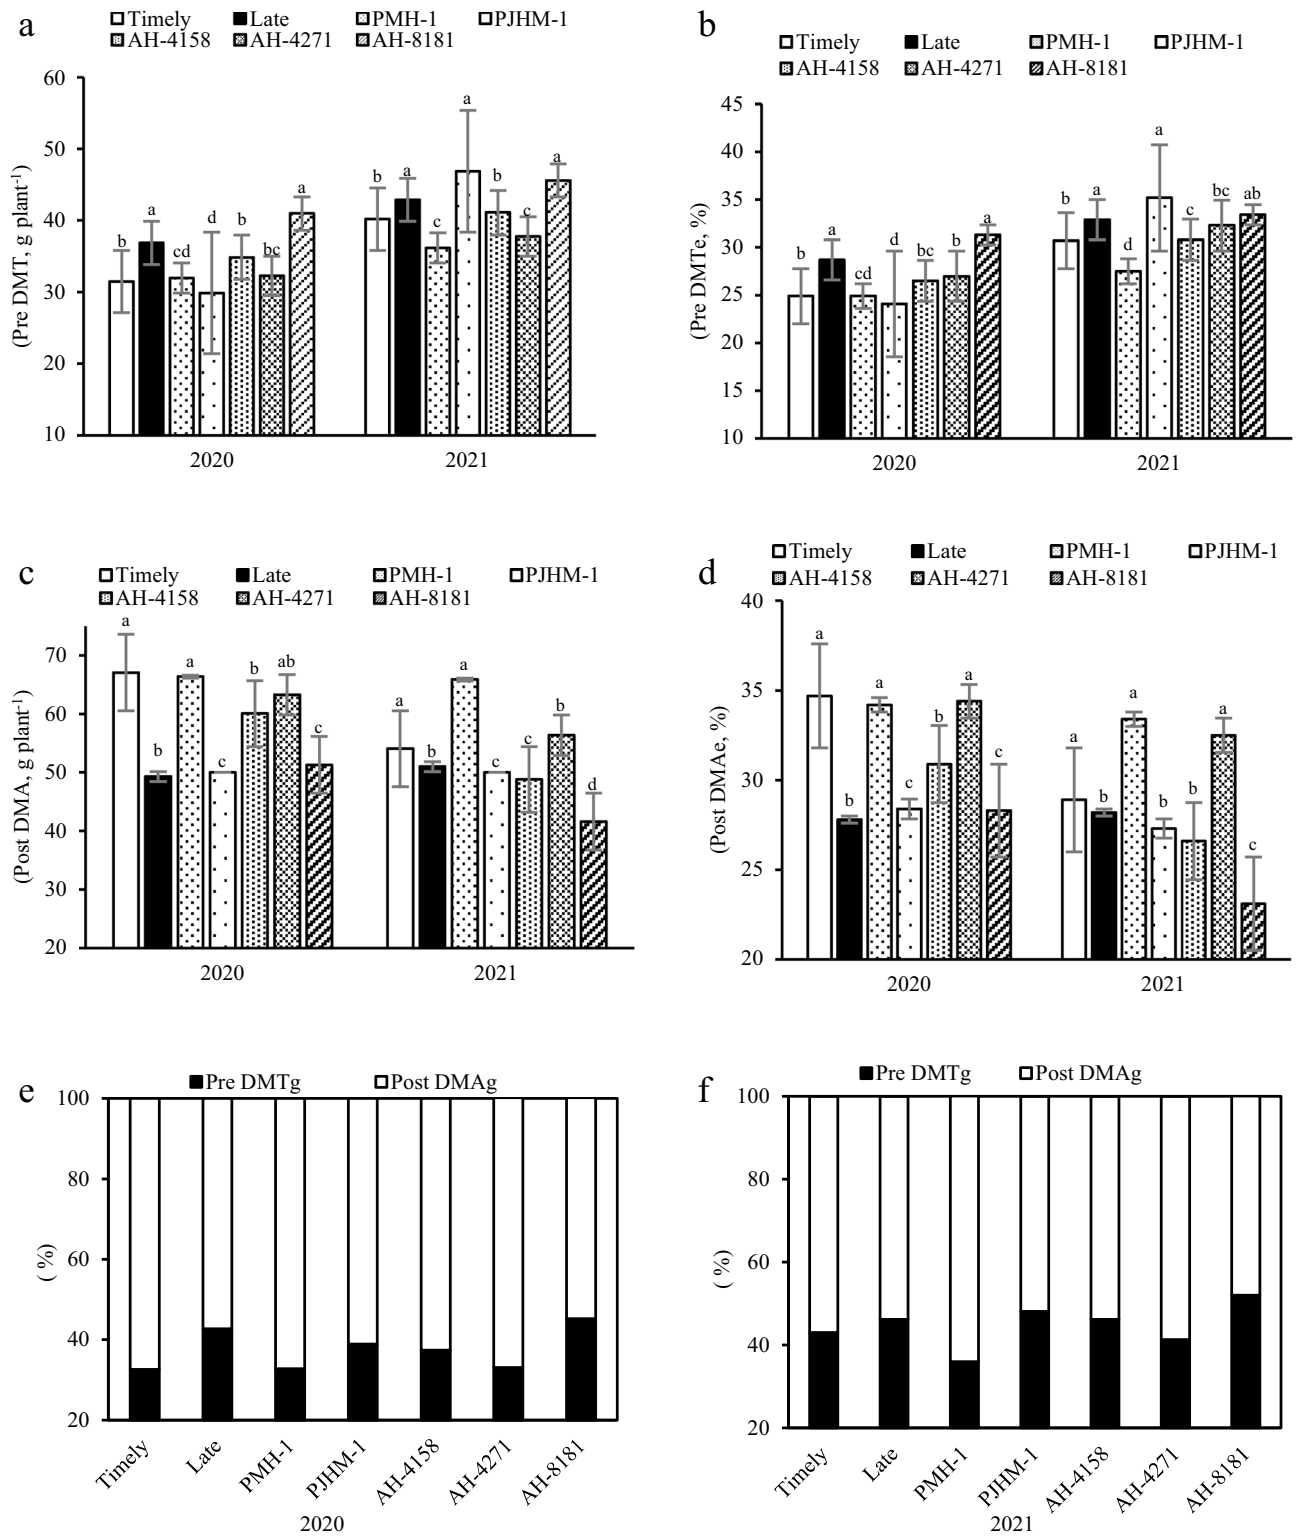 a
Timely Late PMH-1 PJHM-1
AH-4158 AH-4271 AH-8181
(Pre DMT, g plant-1)
60
50
40
30
20
10
b a cd d b bc a
b a c a b c a
2020 2021
b
Timely Late PMH-1 PJHM-1
AH-4158 AH-4271 AH-8181
(Pre DMTe, %)
45
40
35
30
25
20
15
10
b a cd d bc b a
b a d a c bc ab
2020 2021
c
Timely Late PMH-1 PJHM-1
AH-4158 AH-4271 AH-8181
(Post DMA, g plant-1)
70
60
50
40
30
20
a b a c b ab c
a b a c c b d
2020 2021
d
Timely Late PMH-1 PJHM-1
AH-4158 AH-4271 AH-8181
(Post DMAe, %)
40
35
30
25
20
a b a c b a c
a b a b b a c
2020 2021
e
Pre DMTg Post DMAg
( %)
100
80
60
40
20
Timely Late PMH-1 PJHM-1 AH-4158 AH-4271 AH-8181
2020
f
Pre DMTg Post DMAg
( %)
100
80
60
40
20
Timely Late PMH-1 PJHM-1 AH-4158 AH-4271 AH-8181
2021